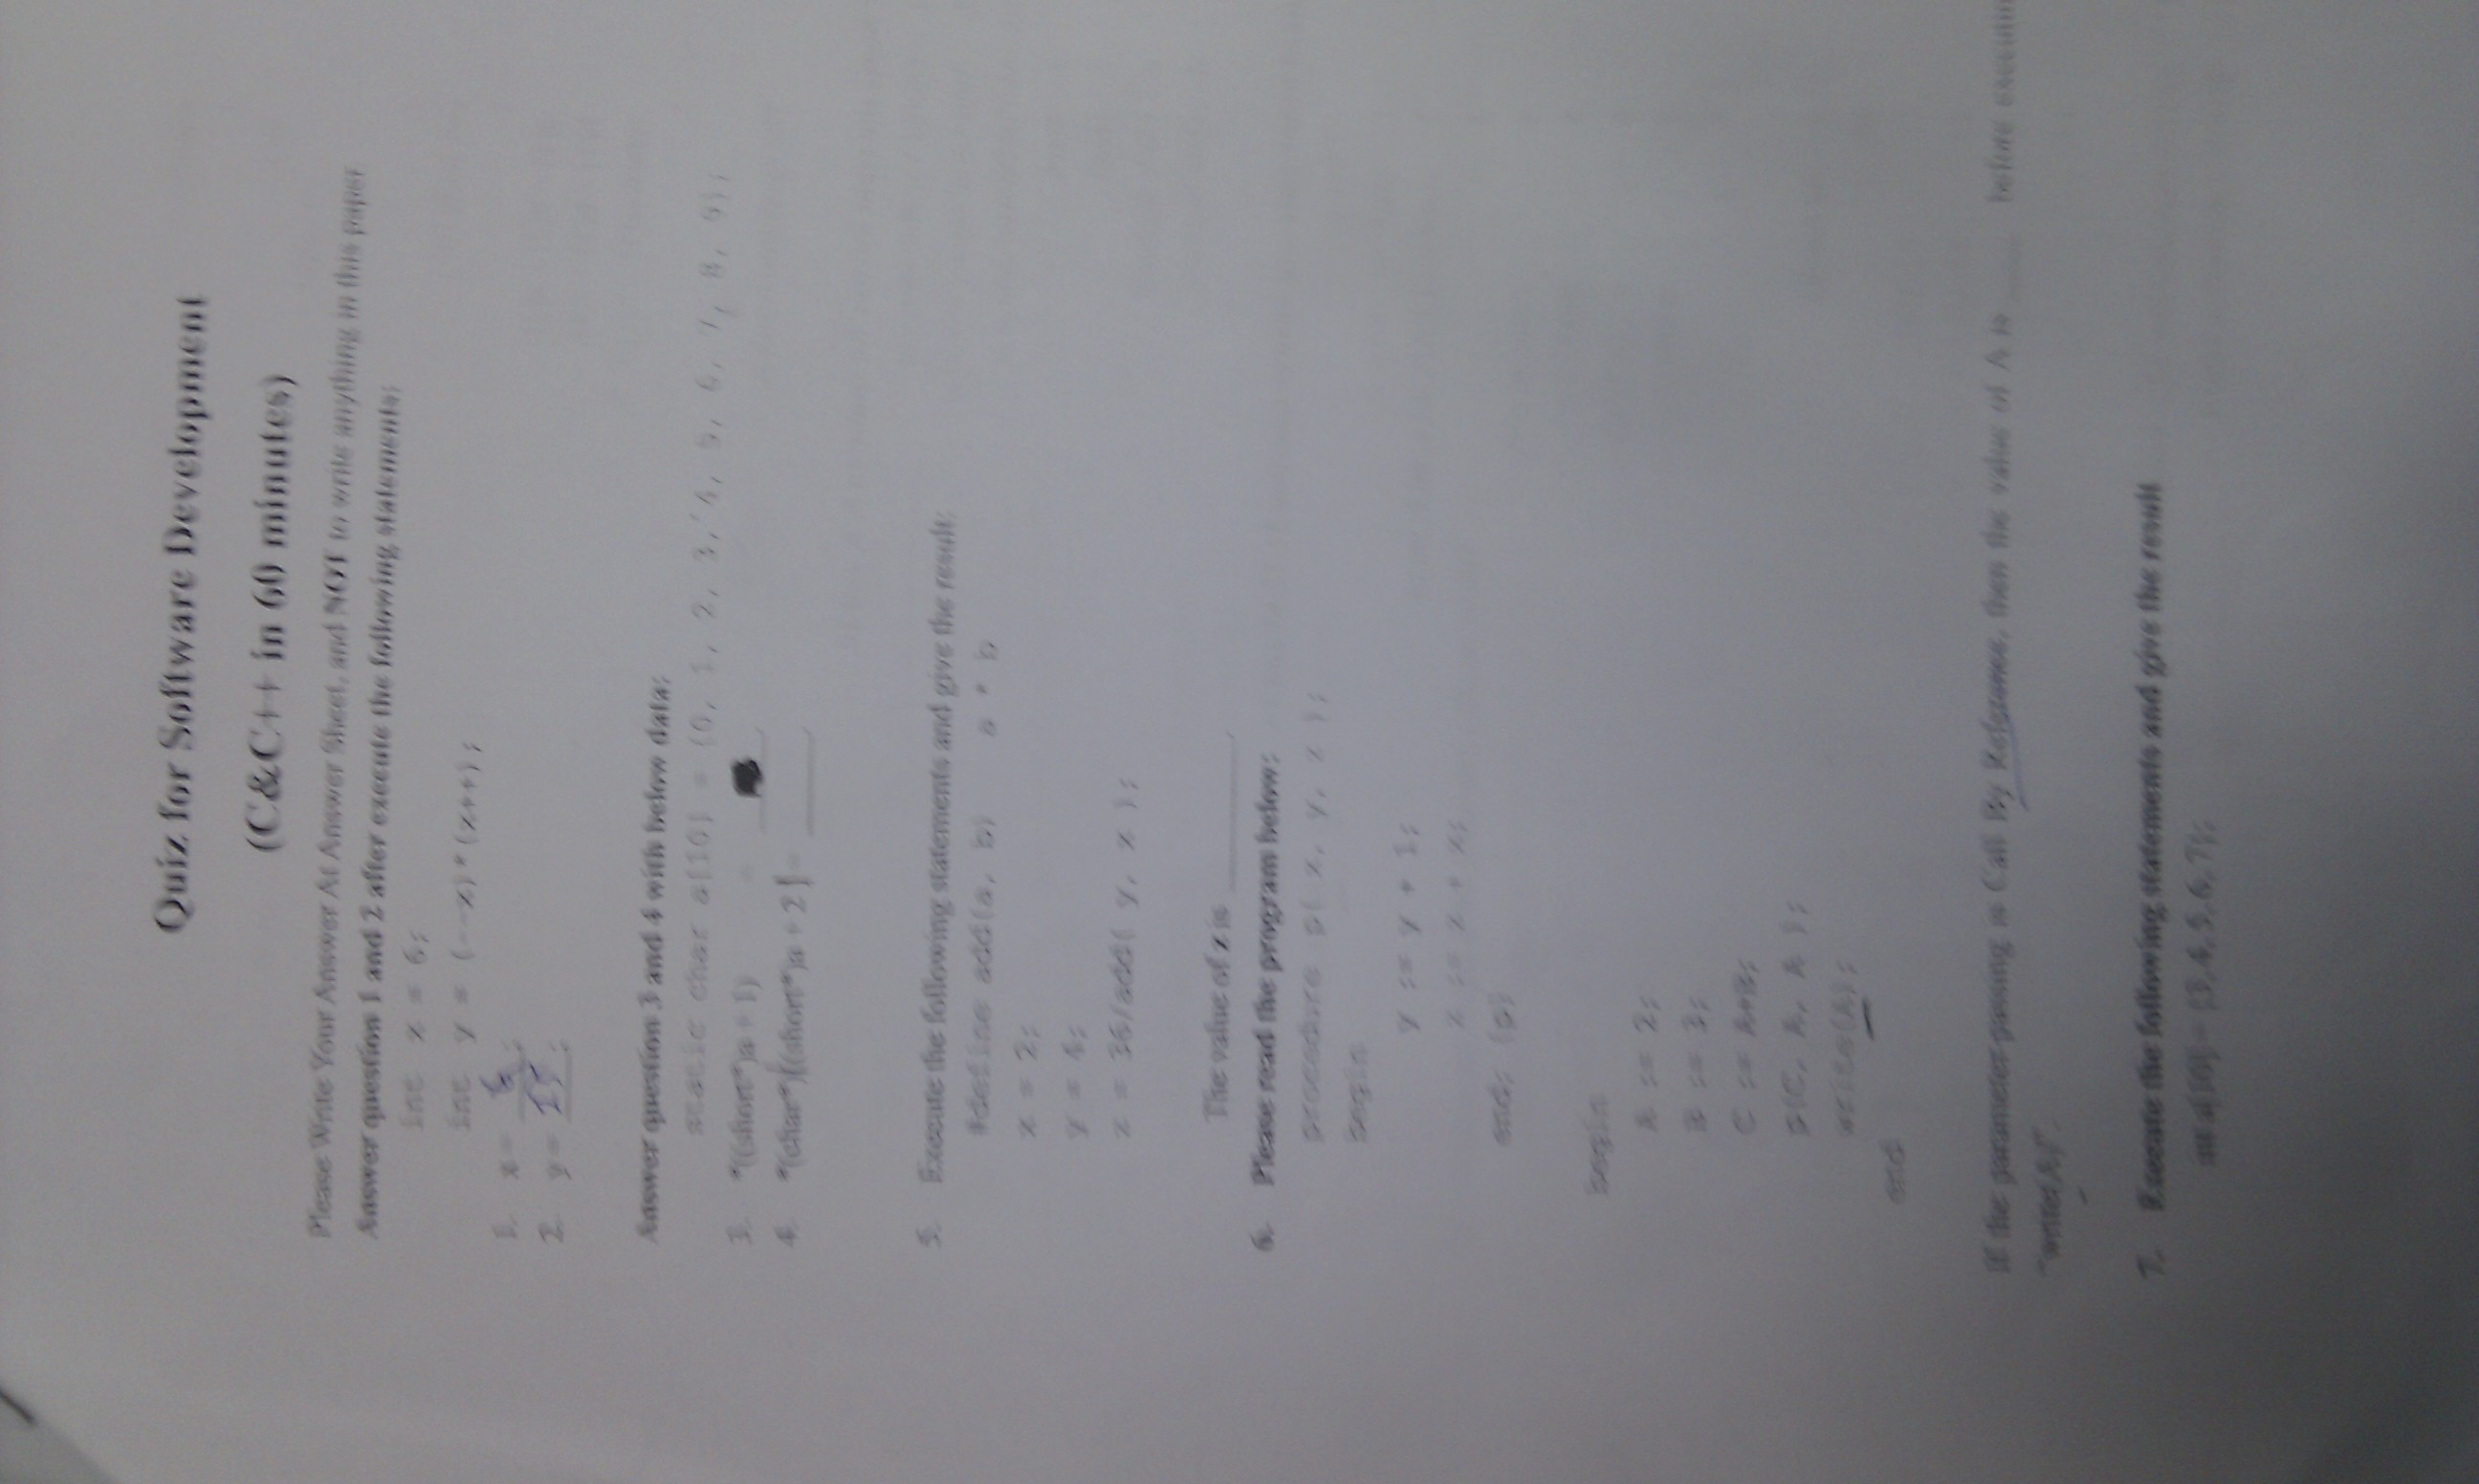 Quiz for Software Development
(C&C++ in 60 minutes)
Please Write Your Answer At Answer Sheet, and NOT to write anything in this paper
Answer question 1 and 2 after execute the following statements:
int x = 6;
int y = (--x)*(x++);
1. x= 6;
2. y= 25;
Answer question 3 and 4 with below data:
static char a[10] = {0, 1, 2, 3, 4, 5, 6, 7, 8, 9};
3. *((short*)a+1) = ____,
4. *(char*)((short*)a+2) = ____,
5. Execute the following statements and give the result:
#define add(a, b) a + b
x = 2;
y = 4;
z = 36/add( y, x );
The value of z is ____,
6. Please read the program below:
procedure p( x, y, z );
begin
y := y + 1;
z := z + x;
end; {p}
begin
A := 2;
B := 3;
C := A+B;
p(C, A, A );
write(A);
end
If the parameter-passing is Call By Reference, then the value of A is ____ before
"write(A)".
7. Execute the following statements and give the result
int a[10] = {3,4,5,6,7};